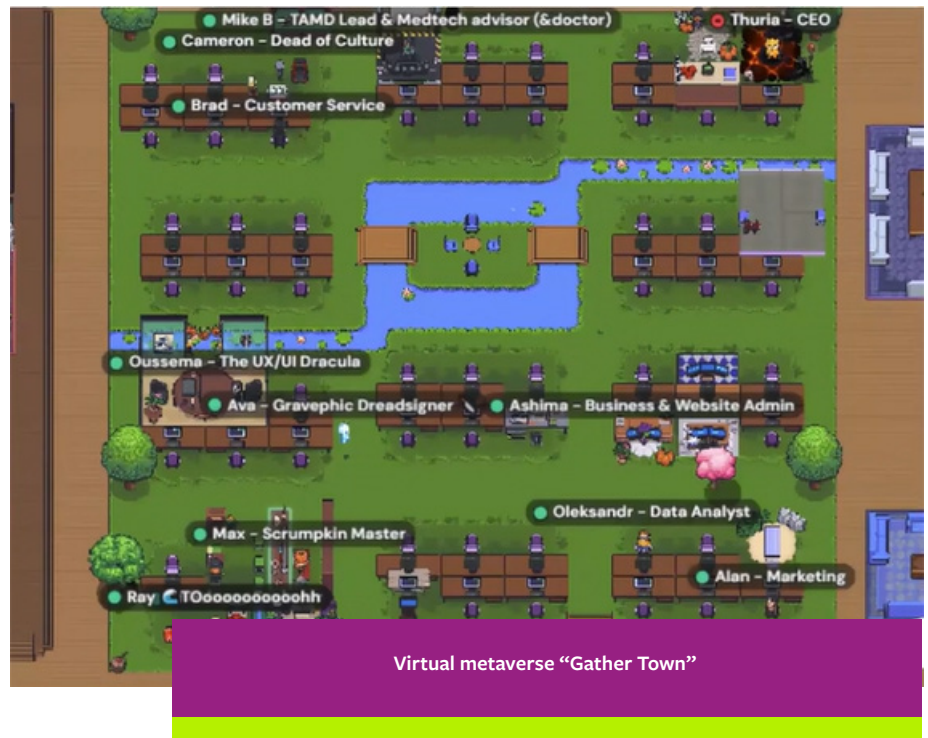 Mike B – TAMD Lead & Medtech advisor (&doctor)
Thuria – CEO
Cameron – Dead of Culture
Brad – Customer Service
Oussema – The UX/UI Dracula
Ava – Gravephic Dreadsigner
Ashima – Business & Website Admin
Oleksandr – Data Analyst
Max – Scrumpkin Master
Alan – Marketing
Ray 🌊 TOoooooooooohh
Virtual metaverse “Gather Town”